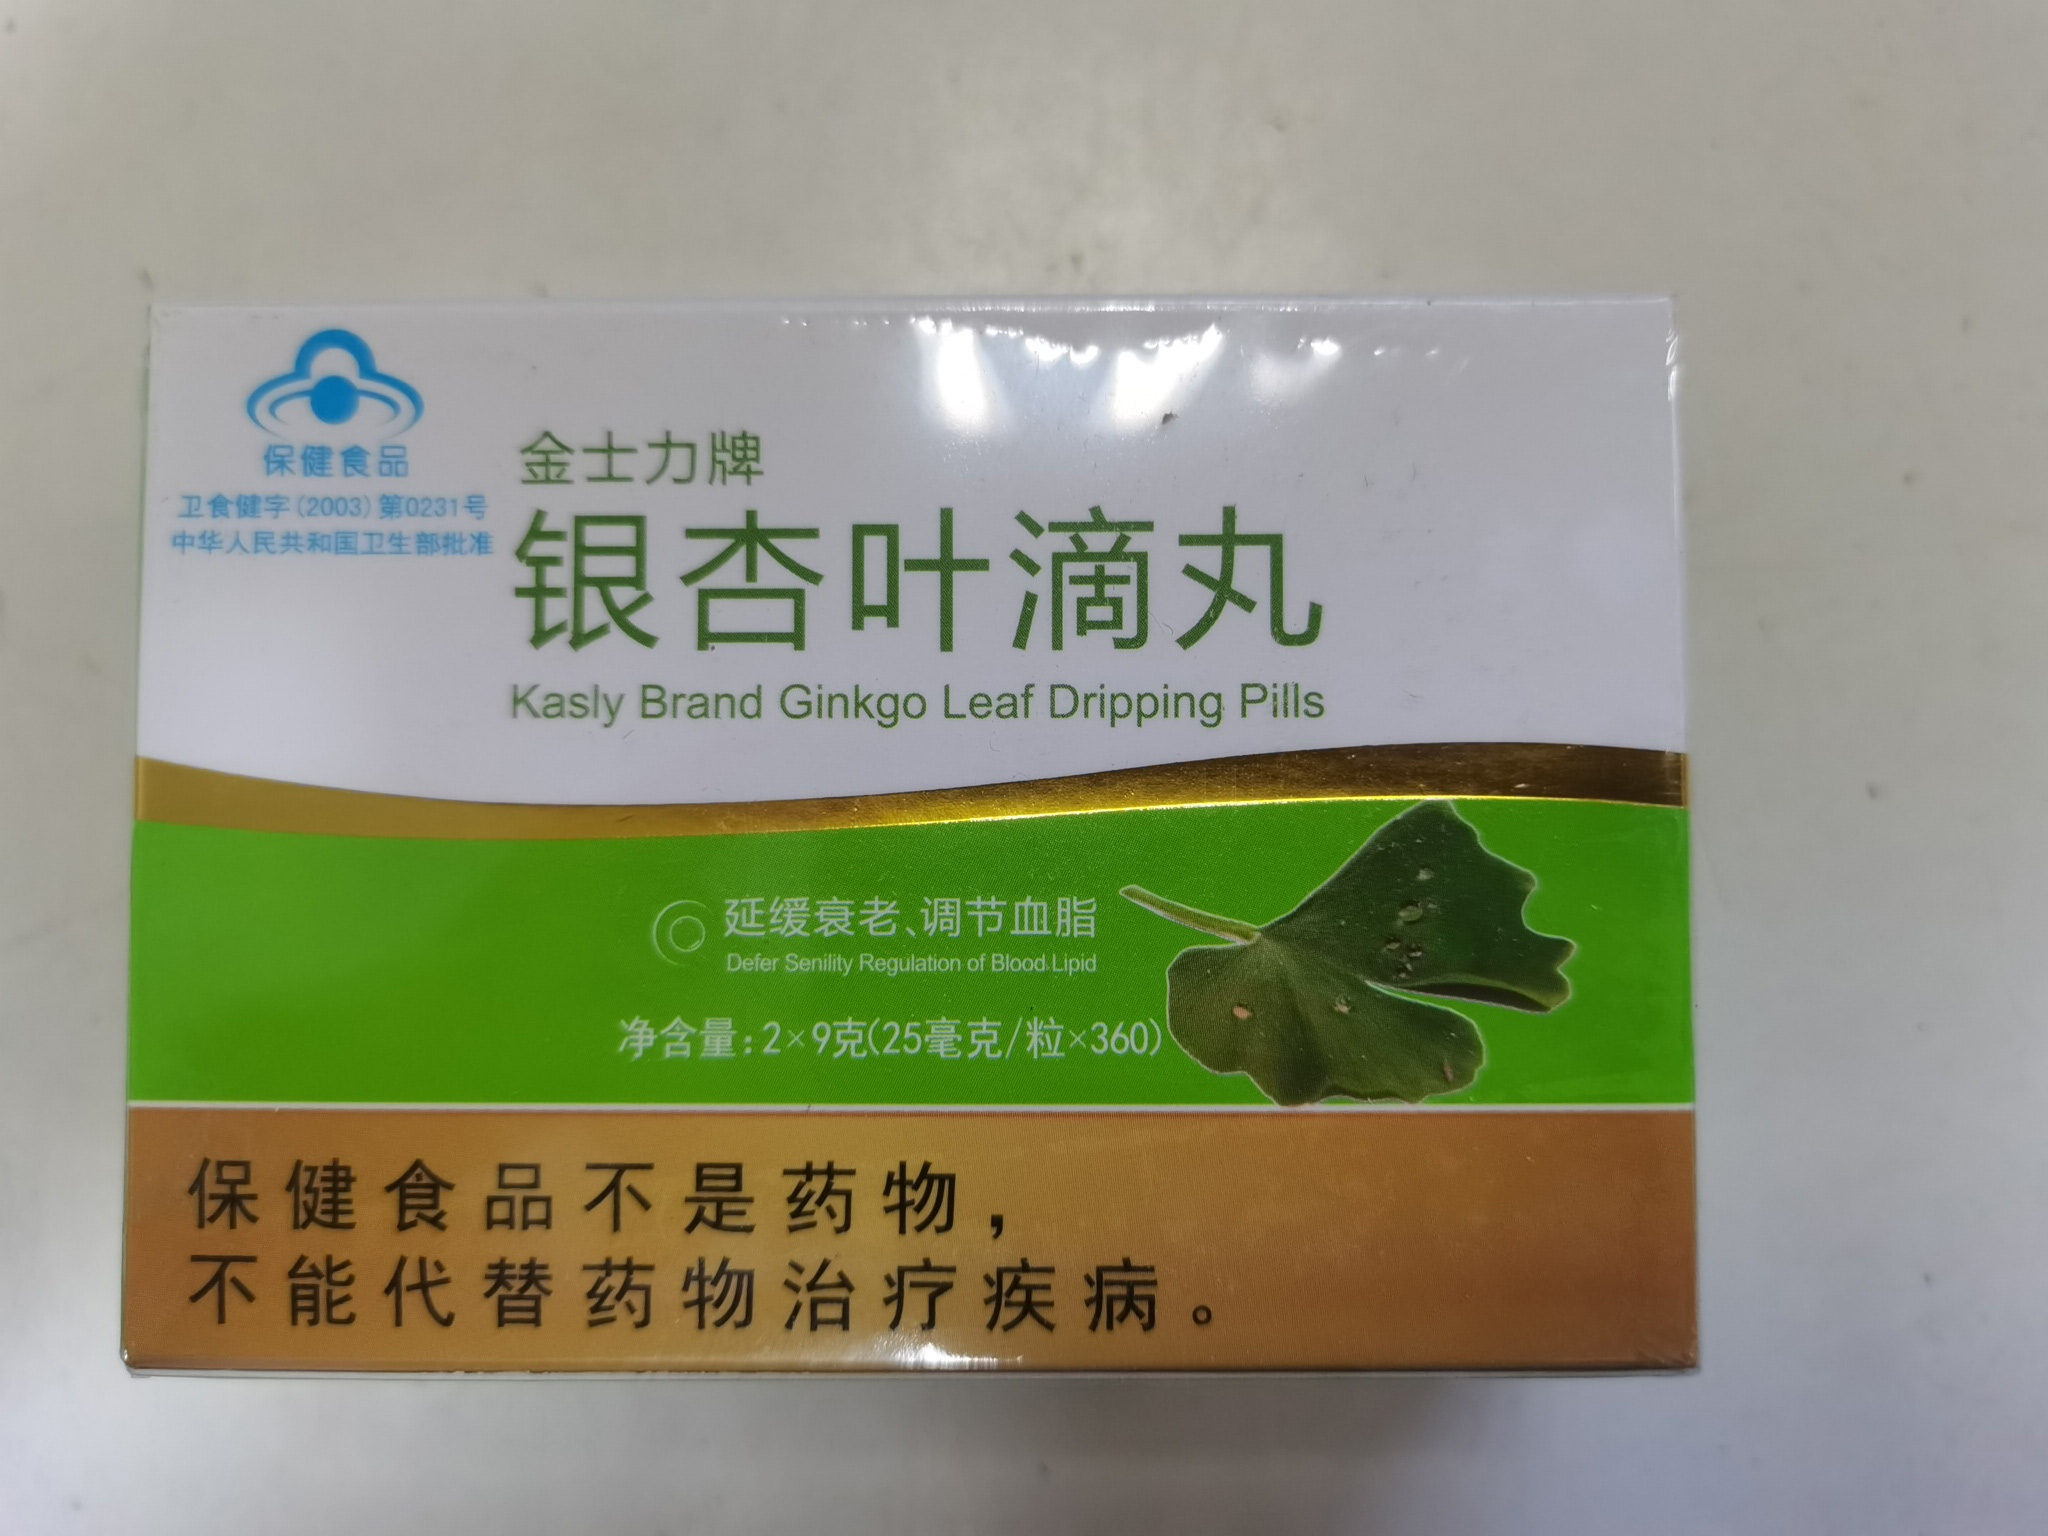 保健食品
卫食健字(2003)第0231号
中华人民共和国卫生部批准
金士力牌
银杏叶滴丸
Kasly Brand Ginkgo Leaf Dripping Pills
延缓衰老、调节血脂
Defer Senility Regulation of Blood Lipid
净含量:2×9克(25毫克/粒×360)
保健食品不是药物,
不能代替药物治疗疾病。